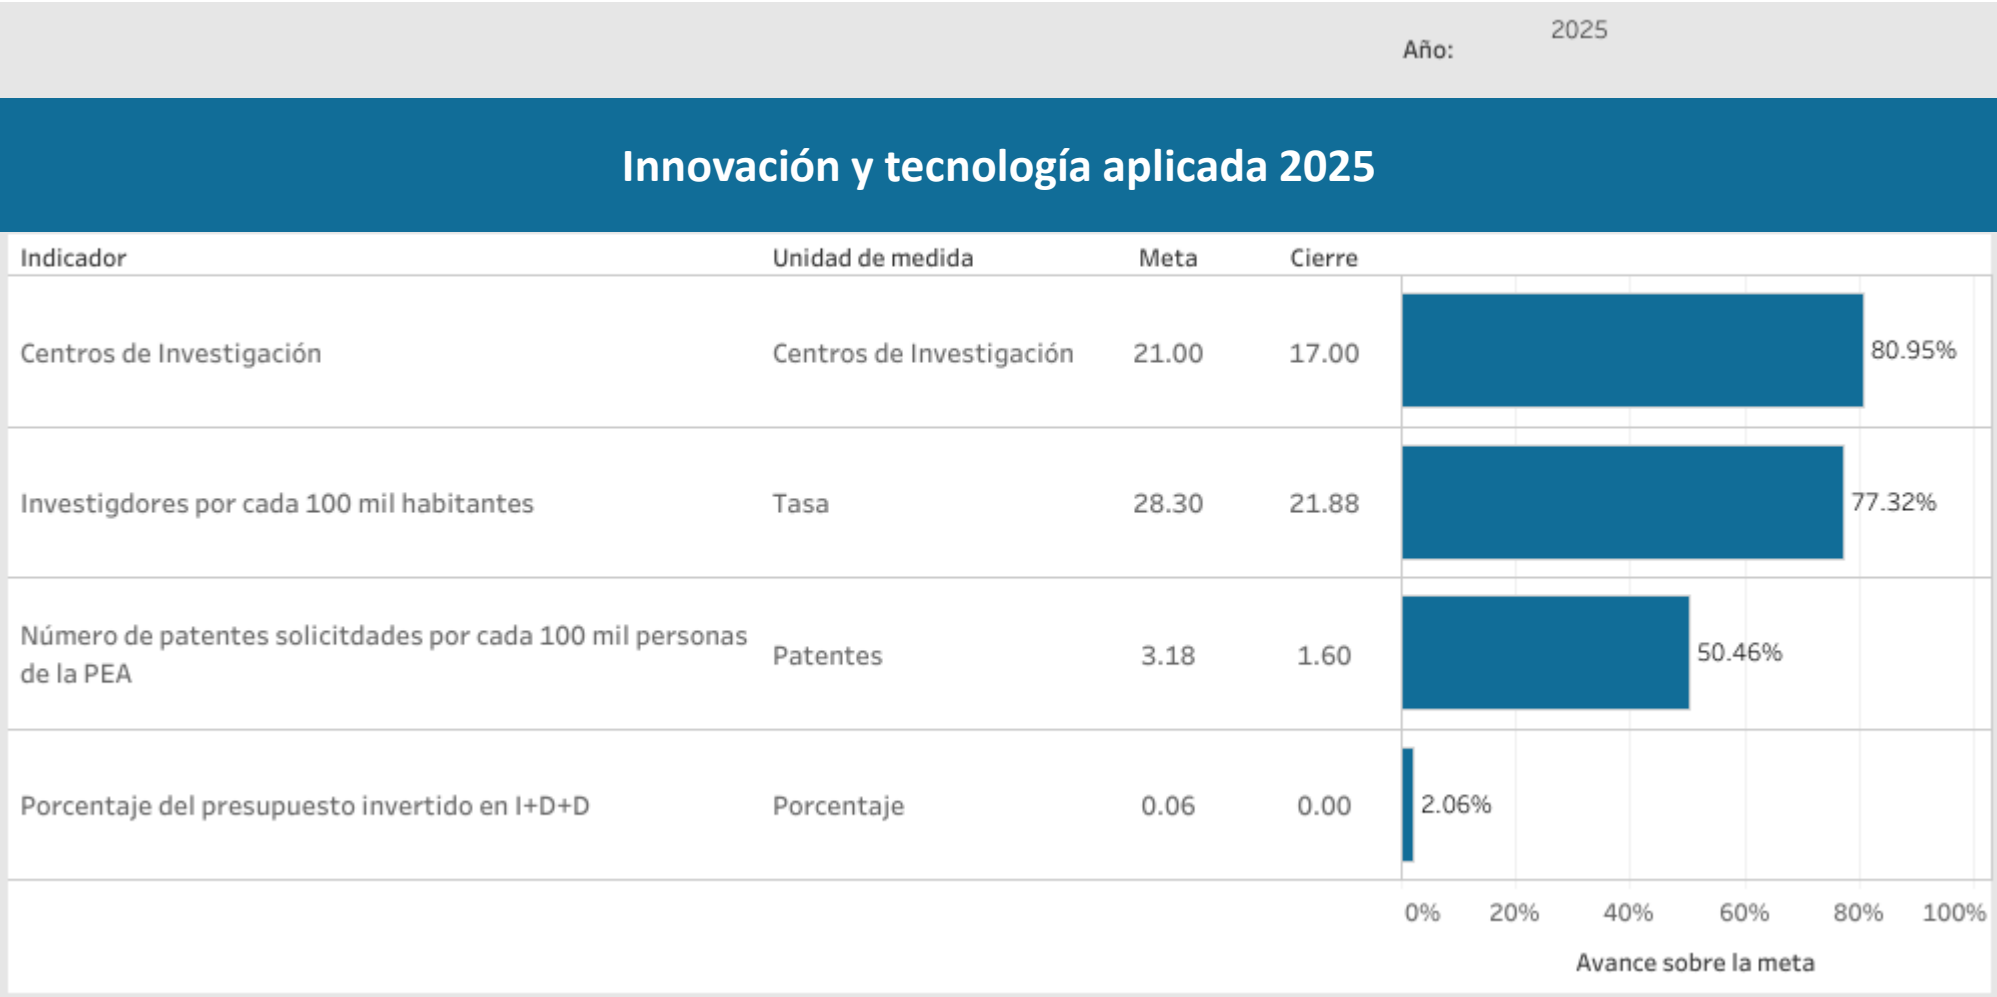 2025
Año:
Innovación y tecnología aplicada 2025
Indicador Unidad de medida Meta Cierre
Centros de Investigación Centros de Investigación 21.00 17.00 80.95%
Investigdores por cada 100 mil habitantes Tasa 28.30 21.88 77.32%
Número de patentes solicitdades por cada 100 mil personas
de la PEA Patentes 3.18 1.60 50.46%
Porcentaje del presupuesto invertido en I+D+D Porcentaje 0.06 0.00 2.06%
0% 20% 40% 60% 80% 100%
Avance sobre la meta